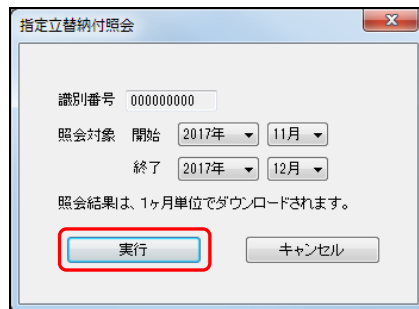 指定立替納付照会
識別番号 000000000
照会対象 開始 2017年 11月
終了 2017年 12月
照会結果は、1ヶ月単位でダウンロードされます。
実行 キャンセル